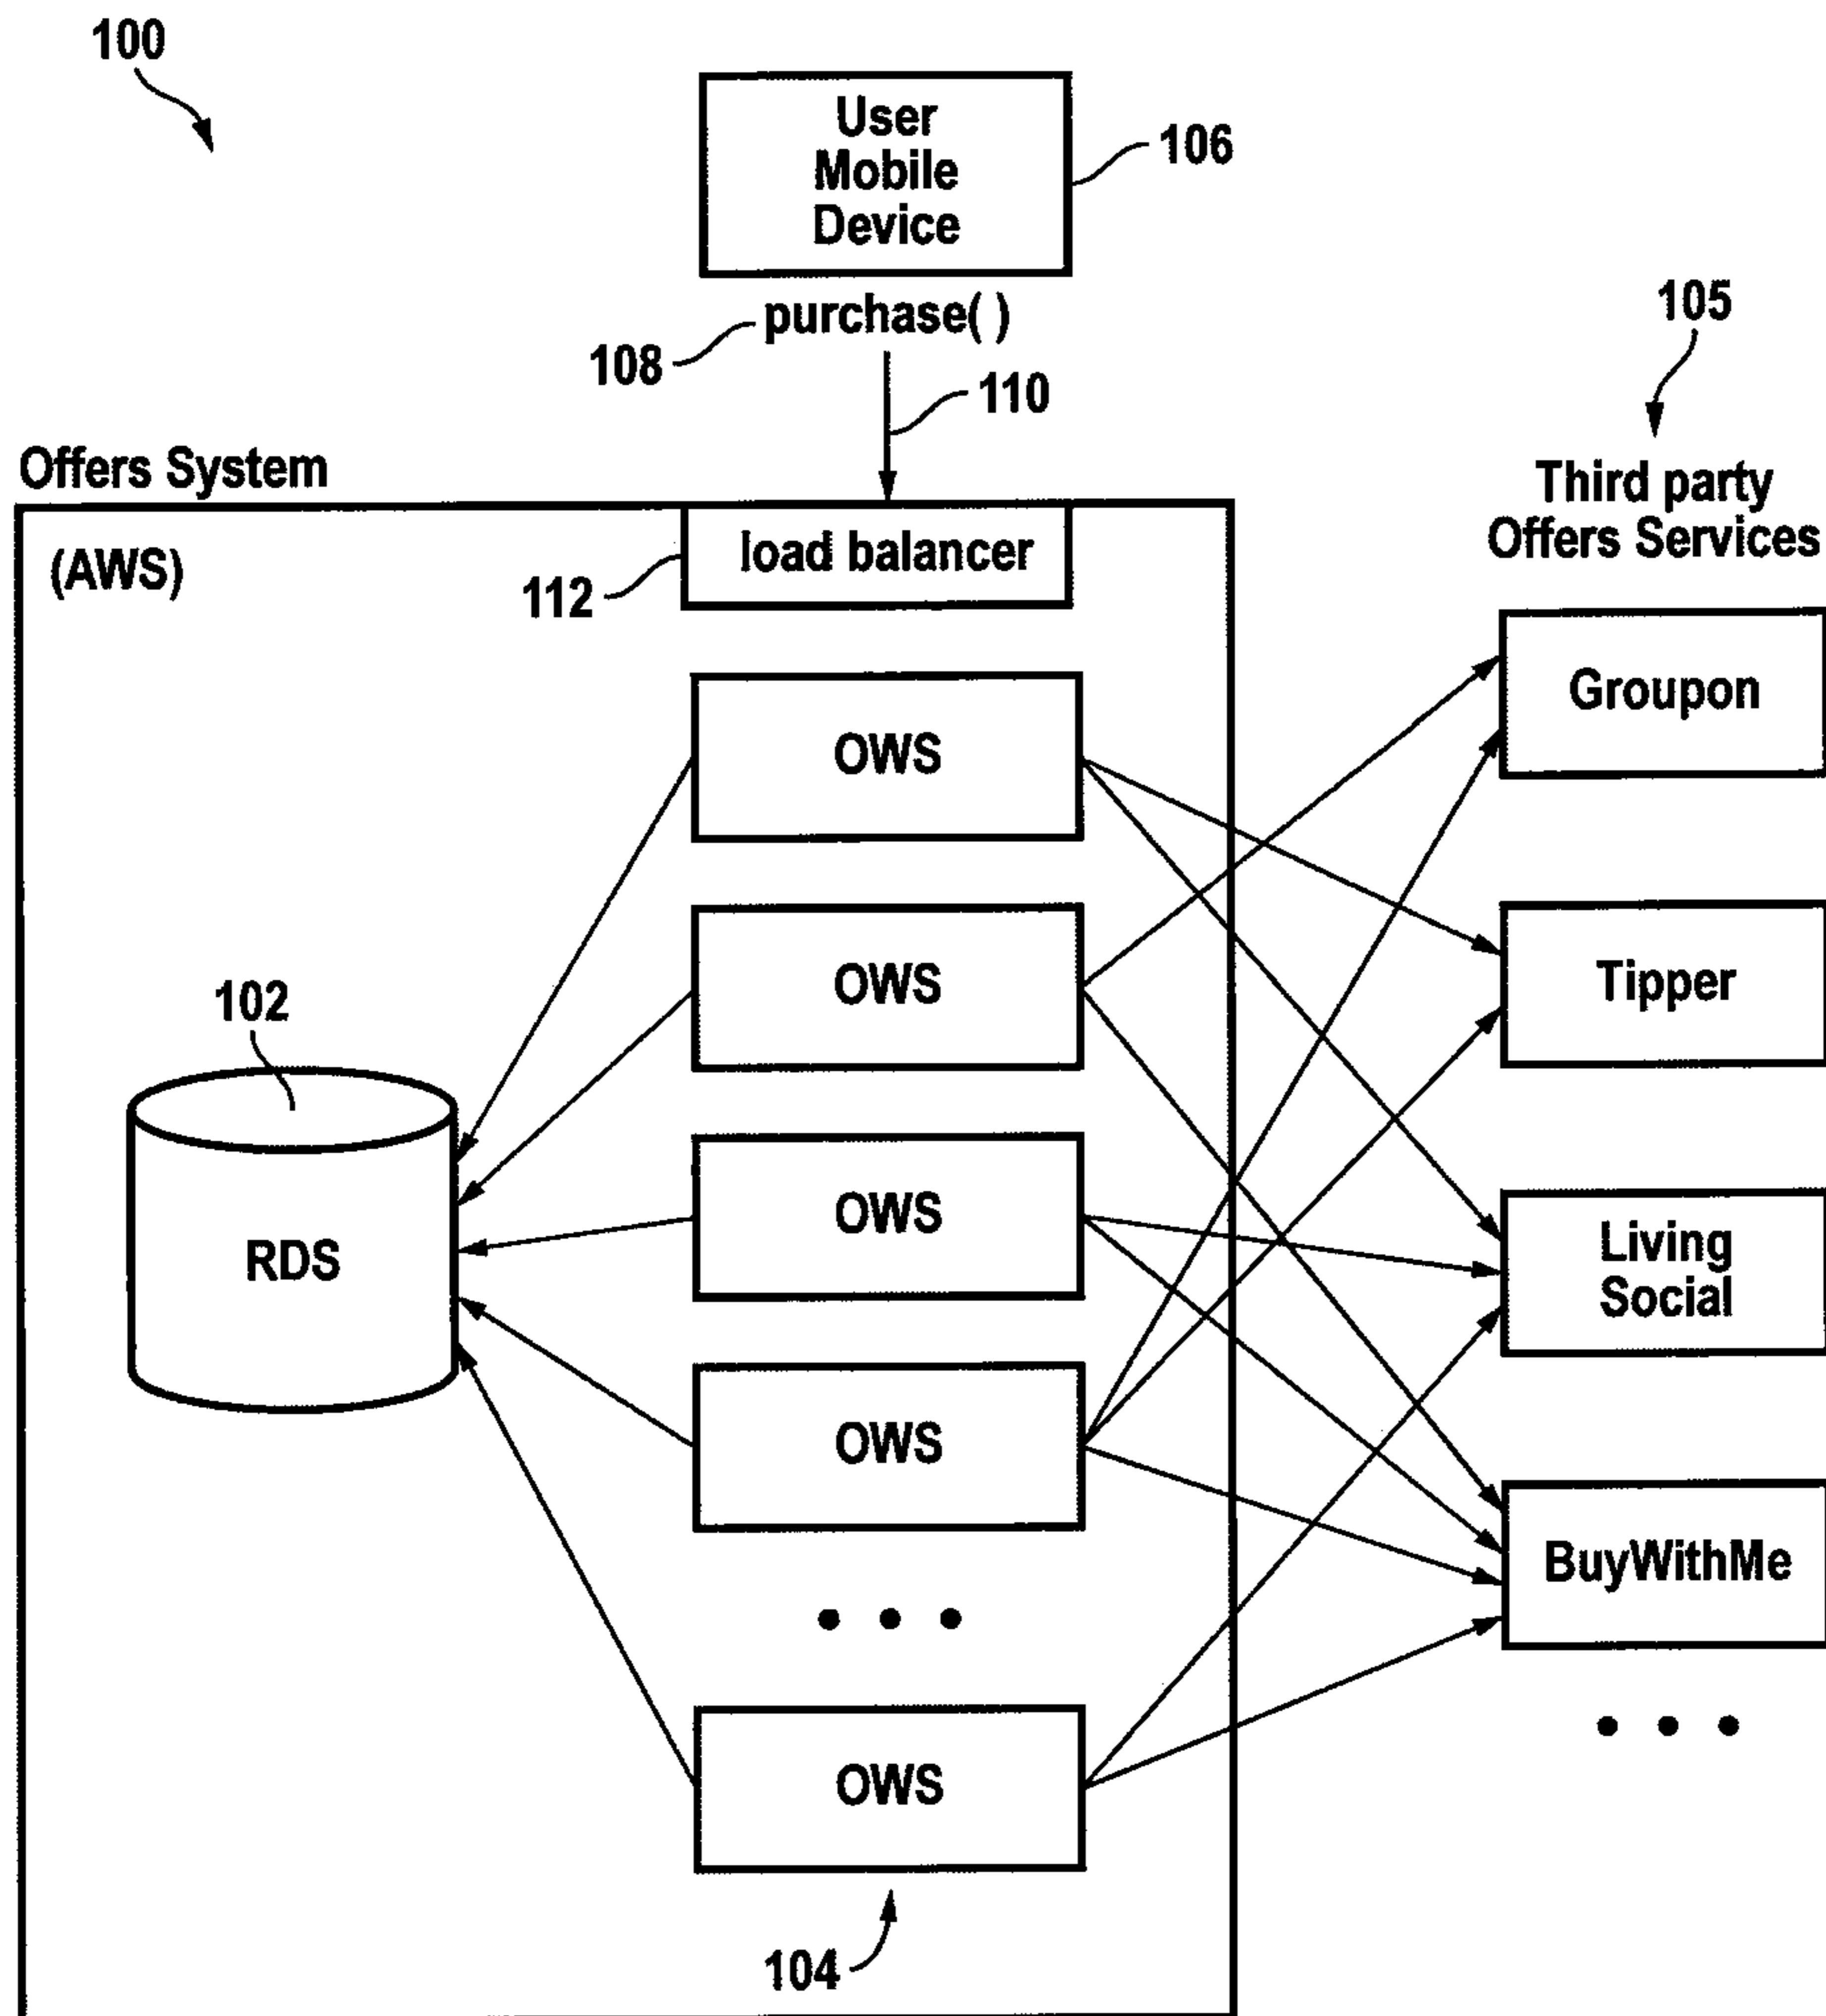 100
User
Mobile
Device
106
purchase( )
108
110
105
Offers System
Third party
Offers Services
(AWS)
load balancer
112
Groupon
OWS
OWS
Tipper
102
OWS
Living
Social
RDS
OWS
BuyWithMe
OWS
104